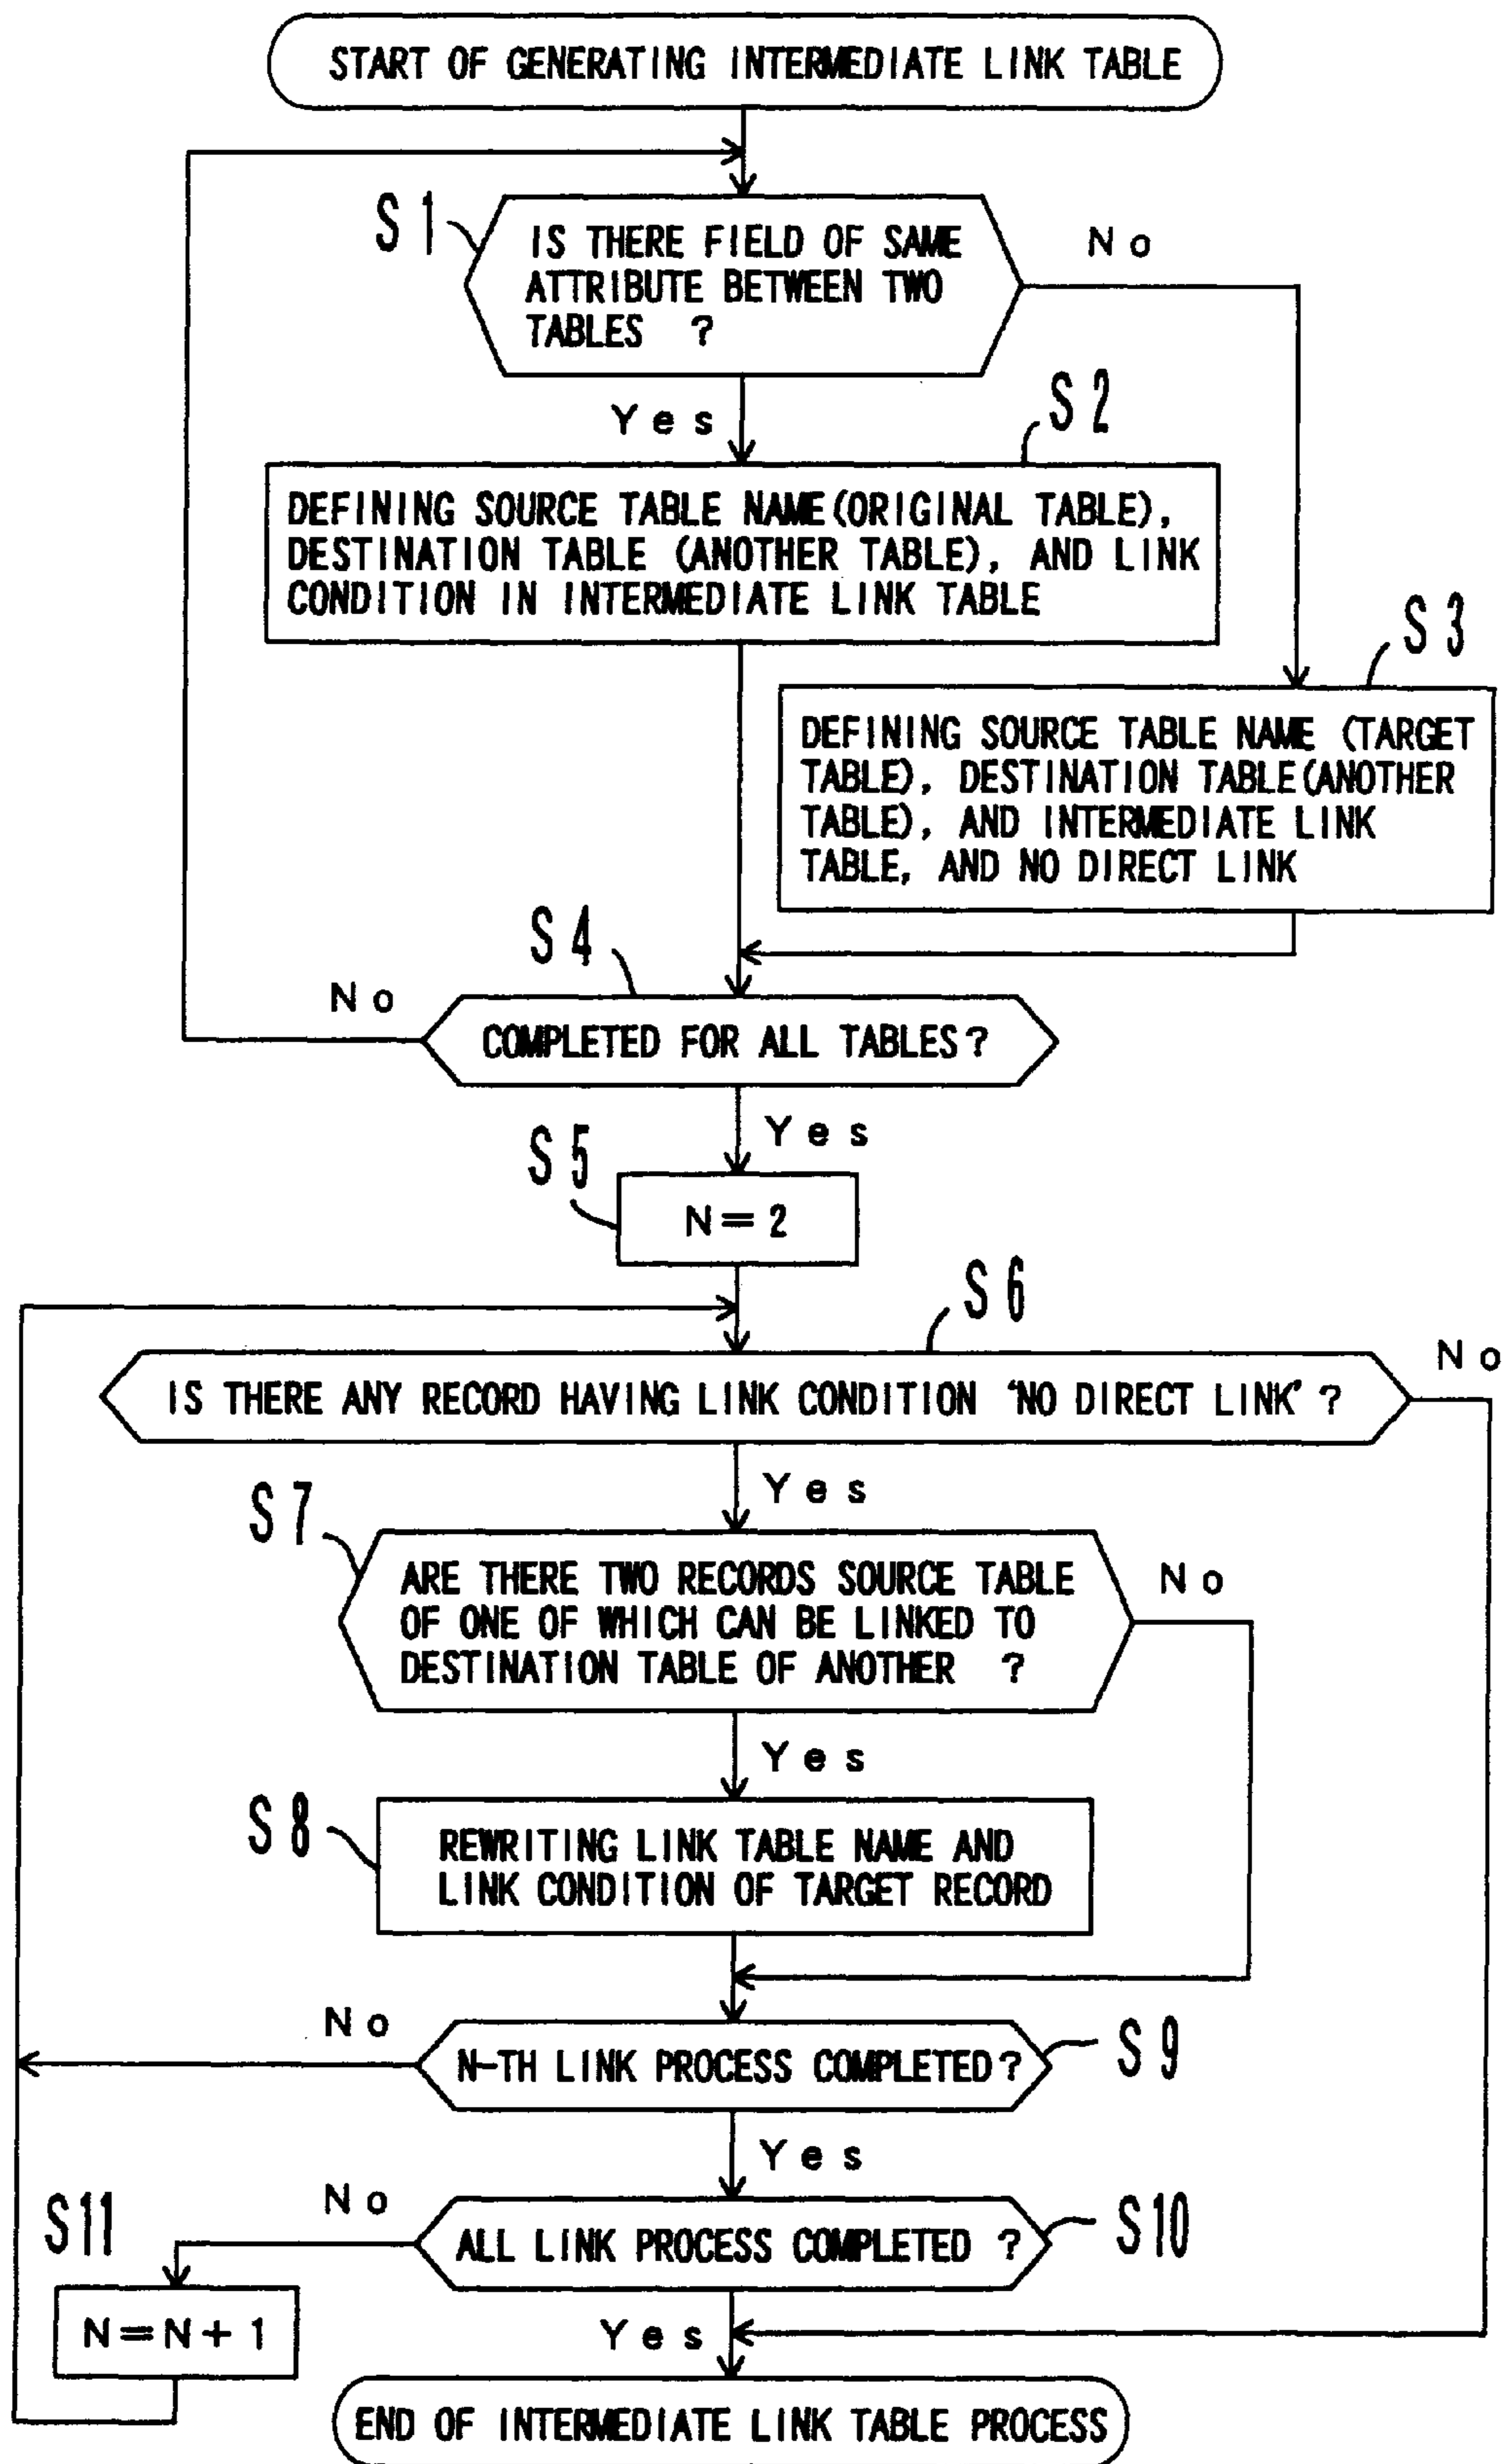 START OF GENERATING INTERMEDIATE LINK TABLE
S1
IS THERE FIELD OF SAME
ATTRIBUTE BETWEEN TWO
TABLES ?
No
Yes
S2
DEFINING SOURCE TABLE NAME(ORIGINAL TABLE),
DESTINATION TABLE (ANOTHER TABLE), AND LINK
CONDITION IN INTERMEDIATE LINK TABLE
S3
DEFINING SOURCE TABLE NAME (TARGET
TABLE), DESTINATION TABLE(ANOTHER
TABLE), AND INTERMEDIATE LINK
TABLE, AND NO DIRECT LINK
S4
No
COMPLETED FOR ALL TABLES?
Yes
S5
N=2
S6
No
IS THERE ANY RECORD HAVING LINK CONDITION 'NO DIRECT LINK'?
Yes
S7
ARE THERE TWO RECORDS SOURCE TABLE
OF ONE OF WHICH CAN BE LINKED TO
DESTINATION TABLE OF ANOTHER ?
No
Yes
S8
REWRITING LINK TABLE NAME AND
LINK CONDITION OF TARGET RECORD
No
N-TH LINK PROCESS COMPLETED?
S9
Yes
S11
No
ALL LINK PROCESS COMPLETED ?
S10
N=N+1
Yes
END OF INTERMEDIATE LINK TABLE PROCESS